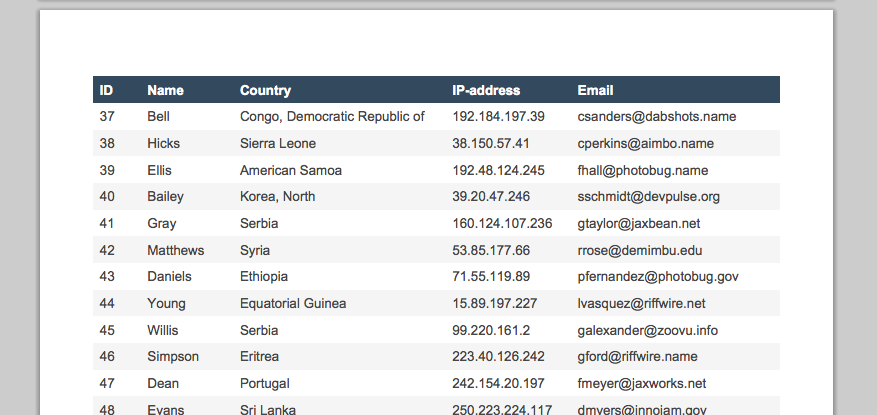 ID Name Country IP-address Email
37 Bell Congo, Democratic Republic of 192.184.197.39 csanders@dabshots.name
38 Hicks Sierra Leone 38.150.57.41 cperkins@aimbo.name
39 Ellis American Samoa 192.48.124.245 fhall@photobug.name
40 Bailey Korea, North 39.20.47.246 sschmidt@devpulse.org
41 Gray Serbia 160.124.107.236 gtaylor@jaxbean.net
42 Matthews Syria 53.85.177.66 rrose@demimbu.edu
43 Daniels Ethiopia 71.55.119.89 pfernandez@photobug.gov
44 Young Equatorial Guinea 15.89.197.227 lvasquez@riffwire.net
45 Willis Serbia 99.220.161.2 galexander@zoovu.info
46 Simpson Eritrea 223.40.126.242 gford@riffwire.name
47 Dean Portugal 242.154.20.197 fmeyer@jaxworks.net
48 Evans Sri Lanka 250.223.224.117 dmyers@innojam.gov